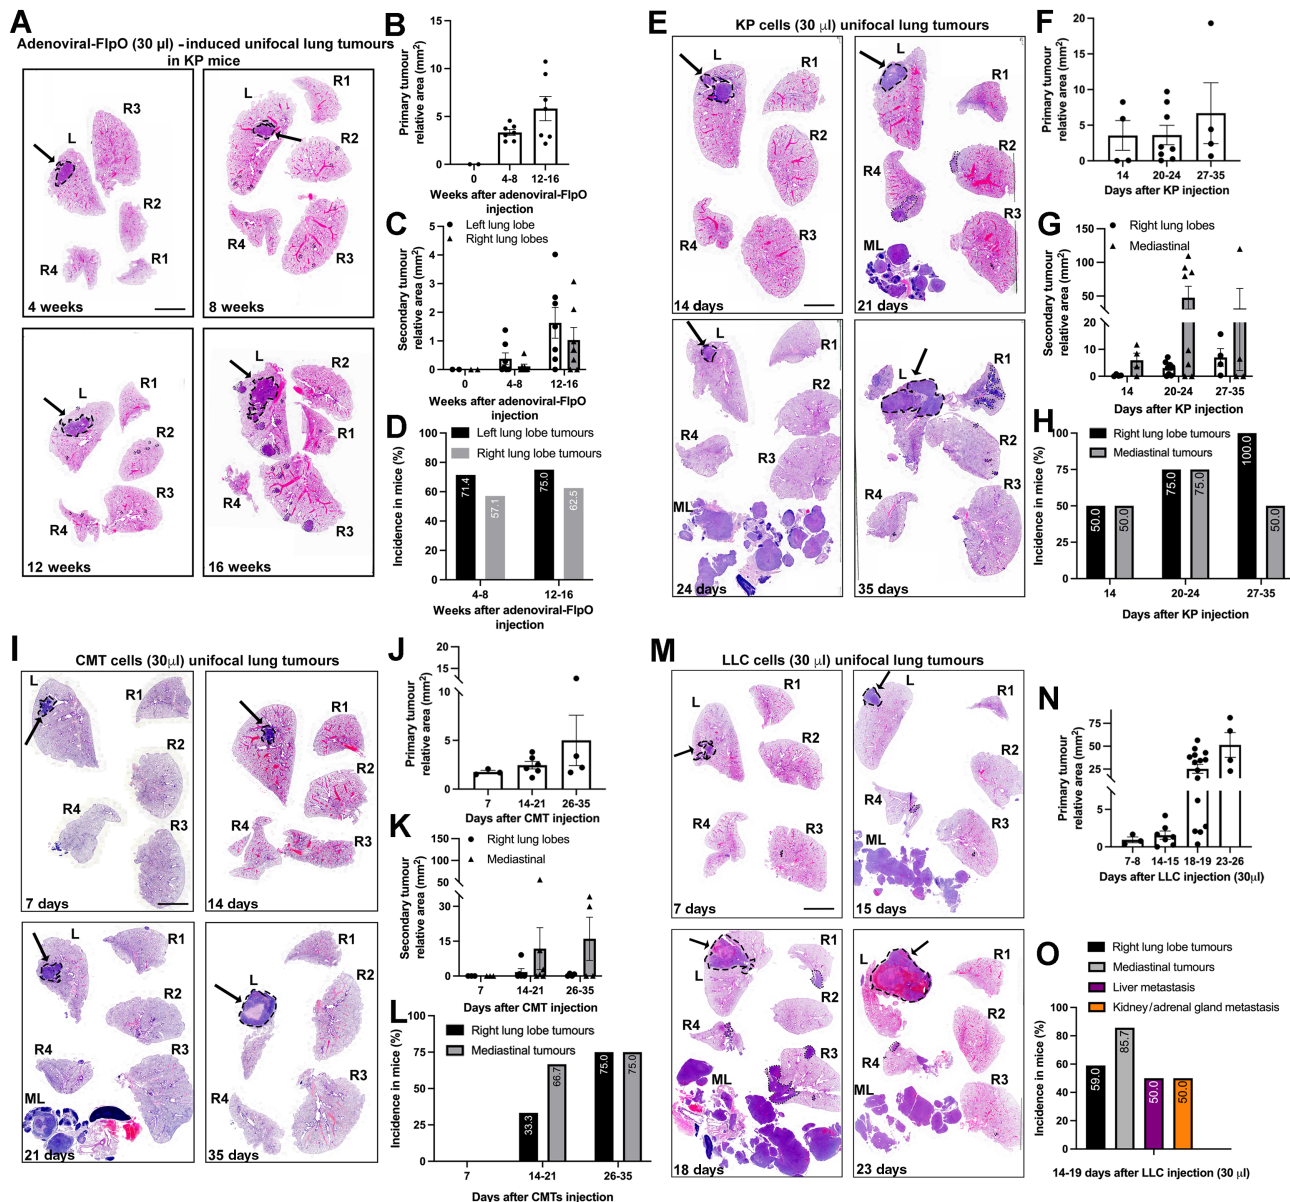 A
Adenoviral-FlpO (30 µl) –induced unifocal lung tumours
in KP mice
L
R3
R2
R4
R1
4 weeks
L
R1
R2
R4
R3
8 weeks
L
R1
R2
R4
R3
12 weeks
L
R2
R1
R4
R3
16 weeks
B
Primary tumour
relative area (mm²)
15
10
5
0
0
4-8
12-16
Weeks after adenoviral-FlpO
injection
C
Left lung lobe
Right lung lobes
Secondary tumour
relative area (mm²)
5
4
3
2
1
0
0
4-8
12-16
Weeks after adenoviral-FlpO
injection
D
Left lung lobe tumours
Right lung lobe tumours
Incidence in mice (%)
100
80
60
40
20
0
71.4
57.1
75.0
62.5
4-8
12-16
Weeks after adenoviral-FlpO
injection
E
KP cells (30 µl) unifocal lung tumours
L
R1
R2
R4
R3
14 days
L
R1
R2
R4
R3
ML
21 days
L
R1
R2
R4
R3
ML
24 days
L
R1
R2
R4
R3
35 days
F
Primary tumour
relative area (mm²)
20
15
10
5
0
14
20-24
27-35
Days after KP injection
G
Right lung lobes
Mediastinal
Secondary tumour
relative area (mm²)
150
100
50
20
10
0
14
20-24
27-35
Days after KP injection
H
Right lung lobe tumours
Mediastinal tumours
Incidence in mice (%)
100
75
50
25
0
50.0
50.0
75.0
75.0
100.0
50.0
14
20-24
27-35
Days after KP injection
I
CMT cells (30µl) unifocal lung tumours
L
R1
R2
R4
R3
7 days
L
R1
R2
R4
R3
14 days
L
R1
R2
R4
R3
ML
21 days
L
R2
R4
R3
35 days
J
Primary tumour
relative area (mm²)
20
15
10
5
0
7
14-21
26-35
Days after CMT injection
K
Right lung lobes
Mediastinal
Secondary tumour
relative area (mm²)
150
100
50
30
15
0
7
14-21
26-35
Days after CMT injection
L
Right lung lobe tumours
Mediastinal tumours
Incidence in mice (%)
100
75
50
25
0
33.3
66.7
75.0
75.0
7
14-21
26-35
Days after CMTs injection
M
LLC cells (30 µl) unifocal lung tumours
L
R1
R2
R4
R3
7 days
L
R1
R2
R4
R3
ML
15 days
L
R1
R2
R4
R3
ML
18 days
L
R1
R2
R4
R3
ML
23 days
N
Primary tumour
relative area (mm²)
75
50
25
5
0
7-8
14-15
18-19
23-26
Days after LLC injection (30µl)
O
Right lung lobe tumours
Mediastinal tumours
Liver metastasis
Kidney/adrenal gland metastasis
Incidence in mice (%)
100
80
60
40
20
0
59.0
85.7
50.0
50.0
14-19 days after LLC injection (30 µl)